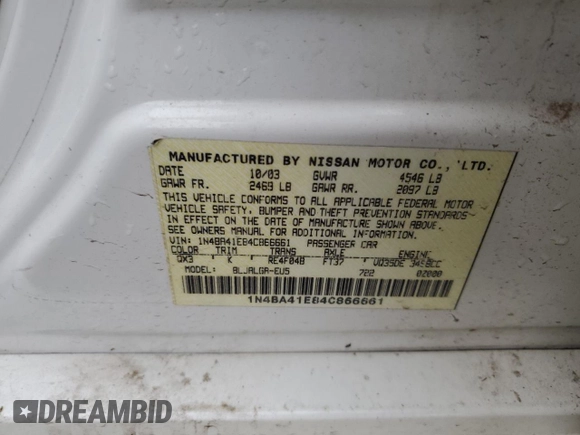 MANUFACTURED BY NISSAN MOTOR CO., LTD.
DATE 10/03 GVWR 4546 LB
GAWR FR. 2469 LB GAWR RR. 2097 LB
THIS VEHICLE CONFORMS TO ALL APPLICABLE FEDERAL MOTOR
VEHICLE SAFETY, BUMPER AND THEFT PREVENTION STANDARDS
IN EFFECT ON THE DATE OF MANUFACTURE SHOWN ABOVE.
SEE OWNERS MANUAL FOR ADDITIONAL INFORMATION.
VIN: 1N4BA41E84C866661 PASSENGER CAR
COLOR TRIM TRANS AXLE ENGINE
QX3 K RE4F04B FT37 VQ35DE 3498CC
MODEL: BLJALGA-EU5 722 02000
1N4BA41E84C866661
DREAMBID